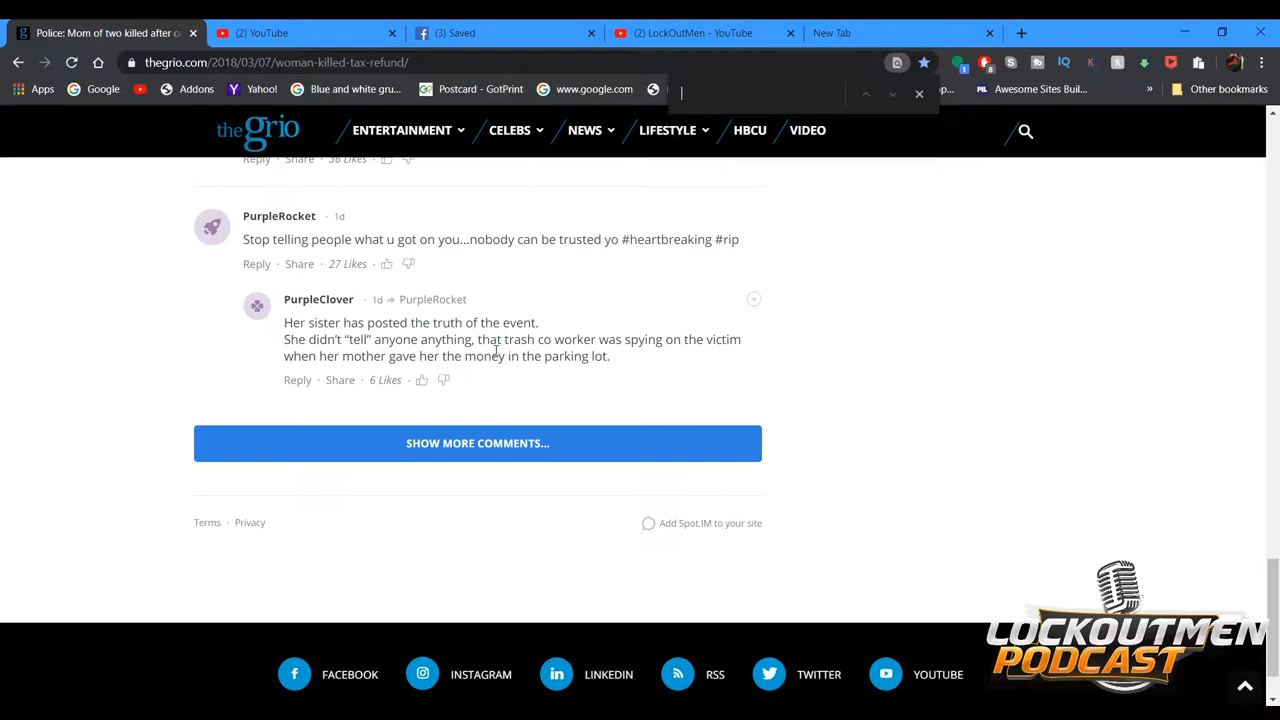 Police: Mom of two killed after c
(2) YouTube
(3) Saved
(2) LockOutMen - YouTube
New Tab
thegrio.com/2018/03/07/woman-killed-tax-refund/
Apps
Google
Yahoo!
Addons
Blue and white gru...
Postcard - GotPrint
www.google.com
Awesome Sites Buil...
»
Other bookmarks
thegrio
ENTERTAINMENT
CELEBS
NEWS
LIFESTYLE
HBCU
VIDEO
Reply · Share · 36 Likes ·
PurpleRocket · 1d
Stop telling people what u got on you...nobody can be trusted yo #heartbreaking #rip
Reply · Share · 27 Likes ·
PurpleClover · 1d PurpleRocket
Her sister has posted the truth of the event.
She didn't “tell” anyone anything, that trash co worker was spying on the victim
when her mother gave her the money in the parking lot.
Reply · Share · 6 Likes ·
SHOW MORE COMMENTS...
Terms · Privacy
Add Spot.IM to your site
LOCKOUTMEN
PODCAST
FACEBOOK
INSTAGRAM
LINKEDIN
RSS
TWITTER
YOUTUBE